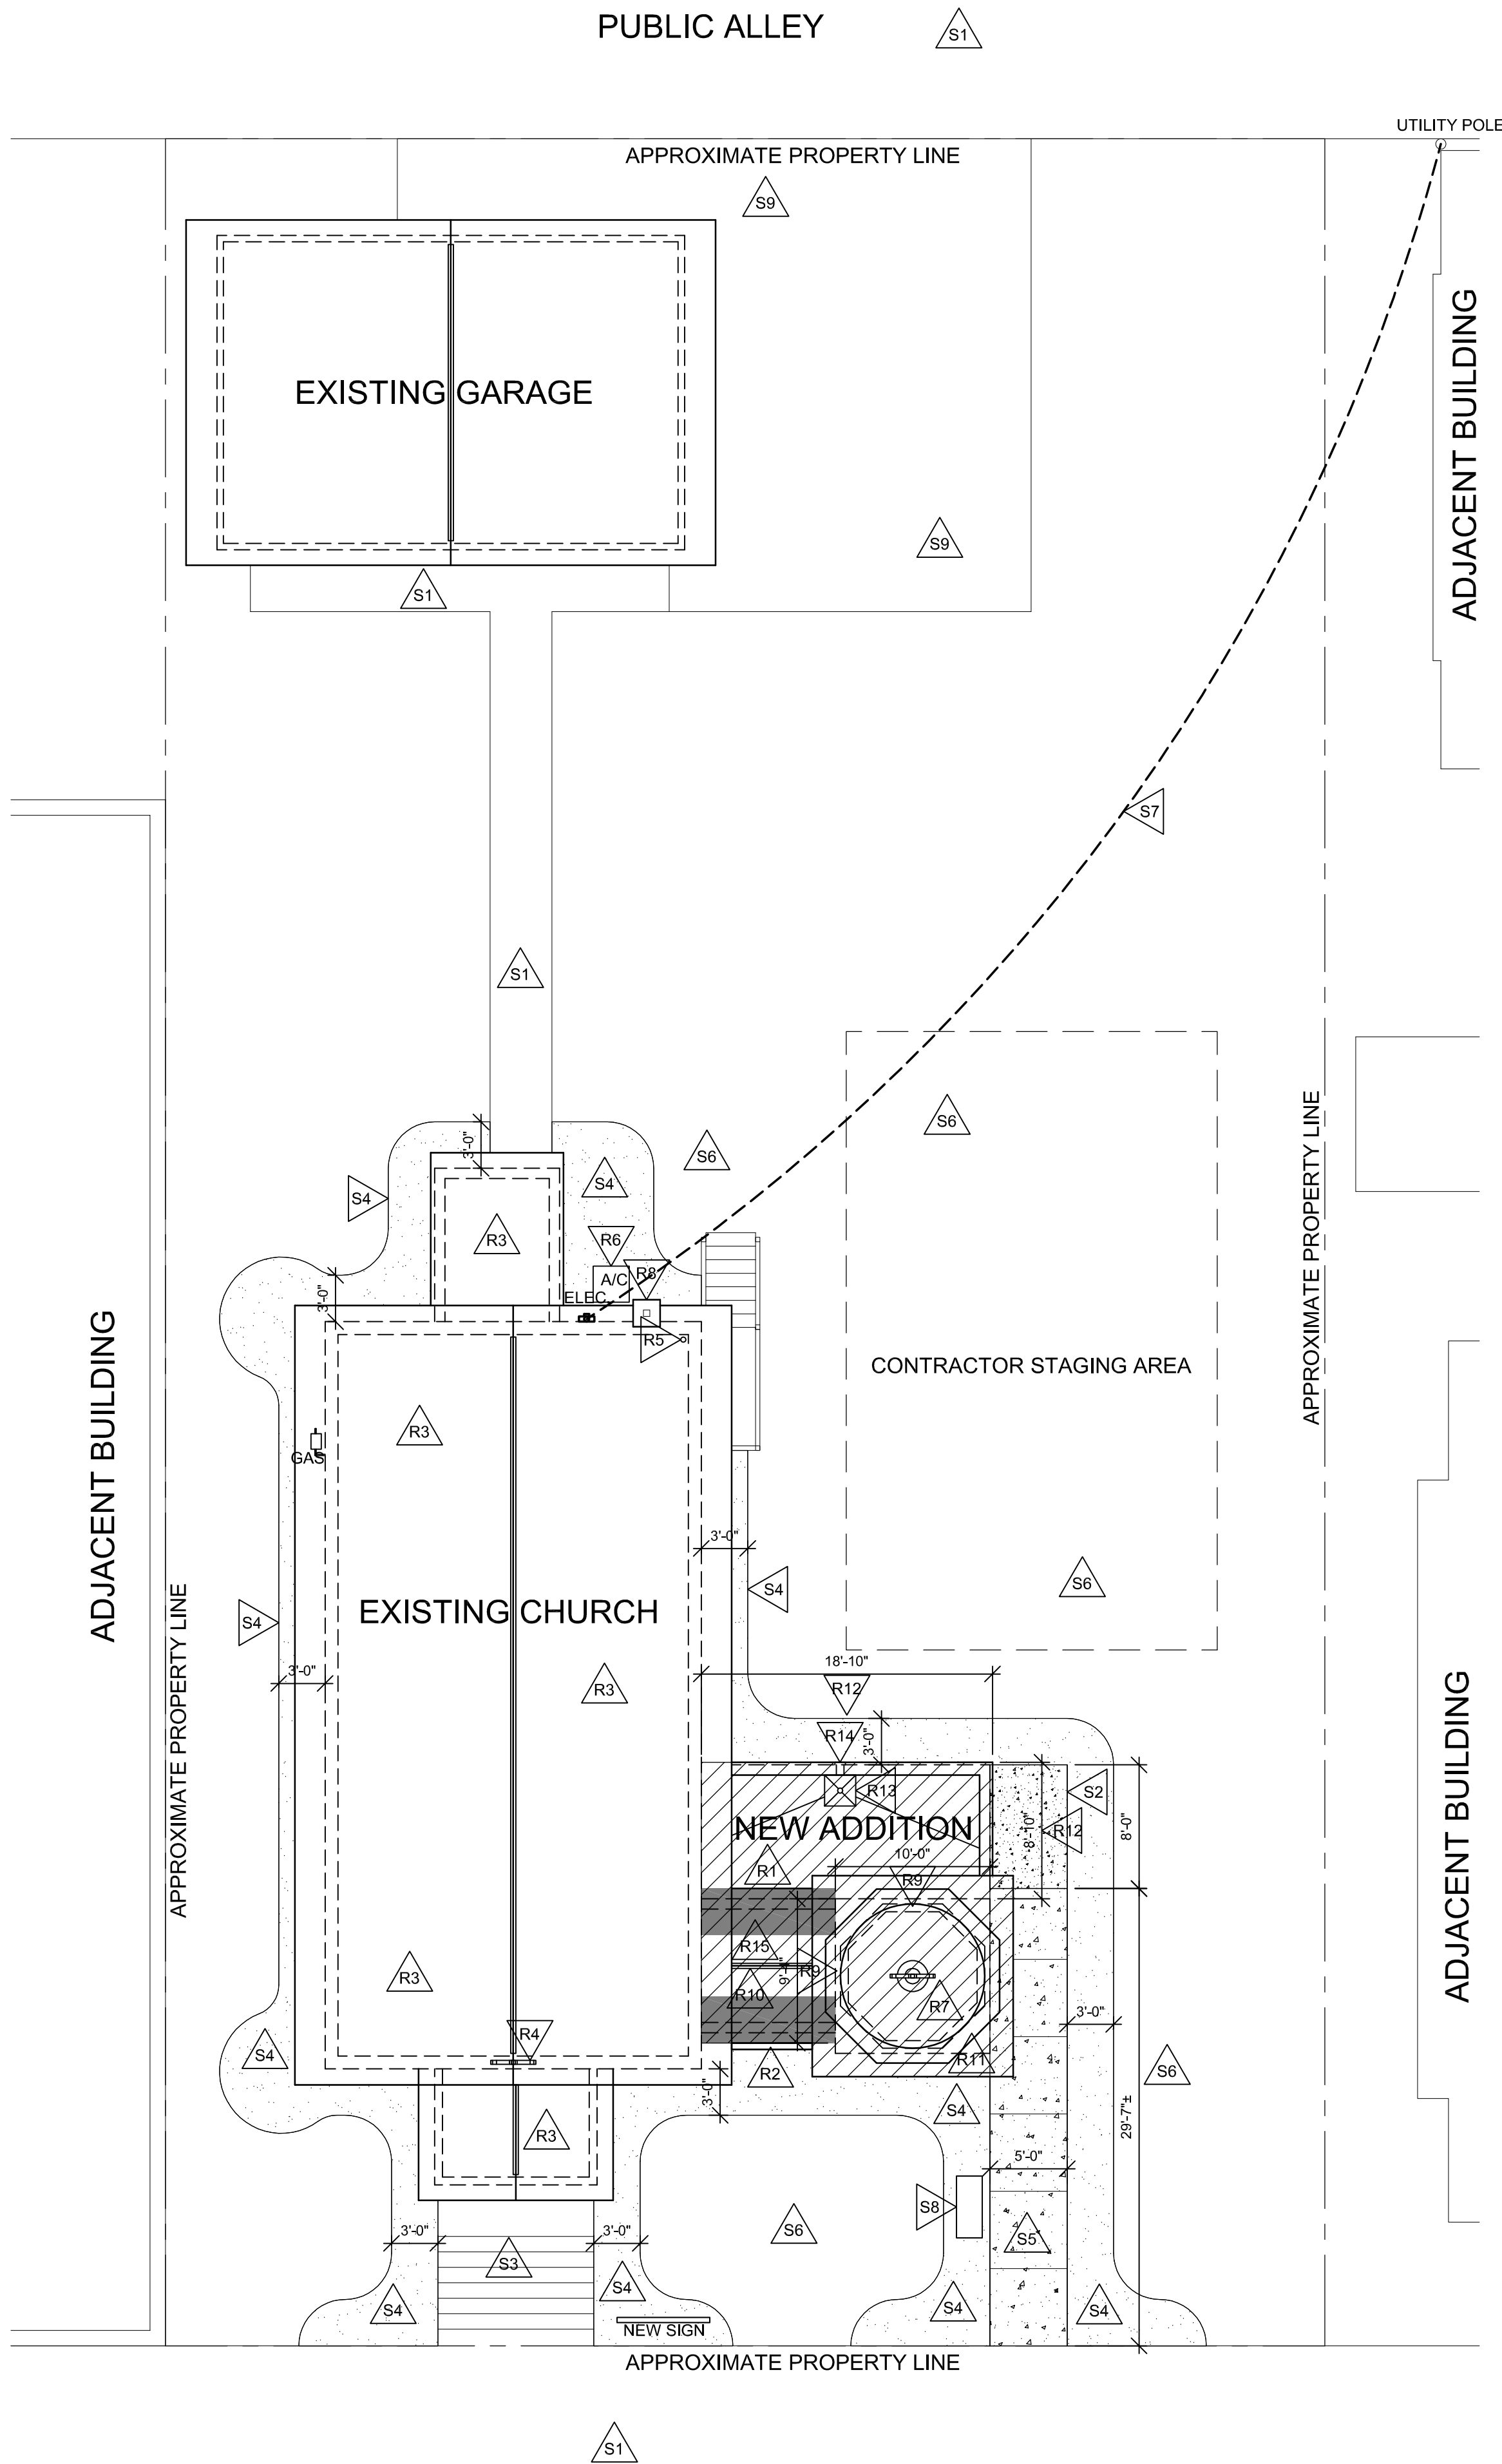 PUBLIC ALLEY
S1
UTILITY POLE
APPROXIMATE PROPERTY LINE
S9
ADJACENT BUILDING
EXISTING GARAGE
S9
S1
S7
S1
S6
S6
3'-0"
S4
S4
R3
R6
A/C
R8
ELEC.
3'-0"
R5
APPROXIMATE PROPERTY LINE
CONTRACTOR STAGING AREA
ADJACENT BUILDING
R3
GAS
3'-0"
S4
S6
S4
EXISTING CHURCH
APPROXIMATE PROPERTY LINE
3'-0"
R3
18'-10"
R12
R14
3'-0"
R13
S2
NEW ADDITION
8'-10"
R12
8'-0"
ADJACENT BUILDING
R1
10'-0"
R9
R15
9'-4"
R9
R3
R10
R7
3'-0"
R4
S4
R11
R2
S6
3'-0"
S4
R3
29'-7"±
5'-0"
S8
S6
S5
3'-0"
3'-0"
S3
S4
S4
S4
S4
NEW SIGN
APPROXIMATE PROPERTY LINE
S1